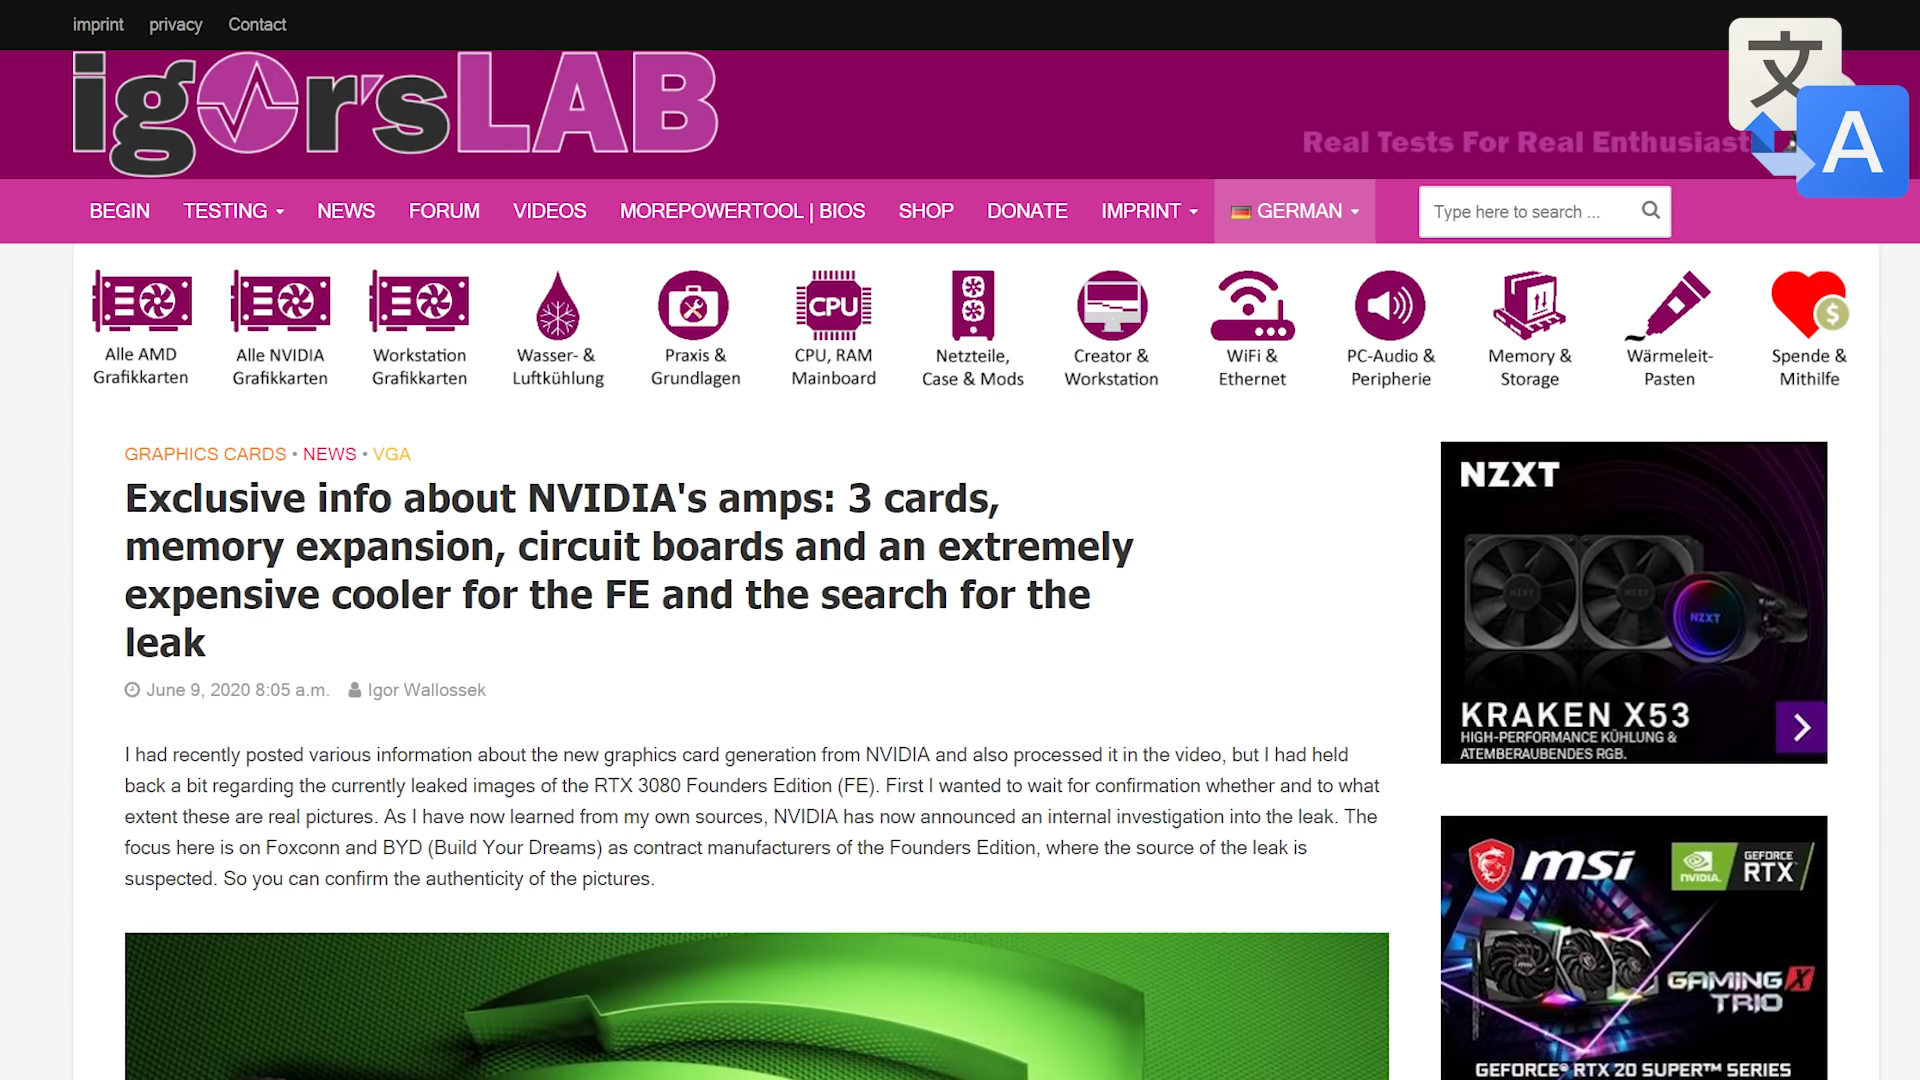 imprint privacy Contact
igor'sLAB
Real Tests For Real Enthusiast
文
A
BEGIN TESTING NEWS FORUM VIDEOS MOREPOWERTOOL | BIOS SHOP DONATE IMPRINT GERMAN Type here to search ...
CPU
$
Alle AMD
Grafikkarten
Alle NVIDIA
Grafikkarten
Workstation
Grafikkarten
Wasser- &
Luftkühlung
Praxis &
Grundlagen
CPU, RAM
Mainboard
Netzteile,
Case & Mods
Creator &
Workstation
WiFi &
Ethernet
PC-Audio &
Peripherie
Memory &
Storage
Wärmeleit-
Pasten
Spende &
Mithilfe
GRAPHICS CARDS • NEWS • VGA
Exclusive info about NVIDIA's amps: 3 cards,
memory expansion, circuit boards and an extremely
expensive cooler for the FE and the search for the
leak
June 9, 2020 8:05 a.m. Igor Wallossek
I had recently posted various information about the new graphics card generation from NVIDIA and also processed it in the video, but I had held
back a bit regarding the currently leaked images of the RTX 3080 Founders Edition (FE). First I wanted to wait for confirmation whether and to what
extent these are real pictures. As I have now learned from my own sources, NVIDIA has now announced an internal investigation into the leak. The
focus here is on Foxconn and BYD (Build Your Dreams) as contract manufacturers of the Founders Edition, where the source of the leak is
suspected. So you can confirm the authenticity of the pictures.
NZXT
NZXT
KRAKEN X53
HIGH-PERFORMANCE KÜHLUNG &
ATEMBERAUBENDES RGB.
msi
NVIDIA.
GEFORCE
RTX
GAMING X
TRIO
GEFORCE® RTX 20 SUPER™ SERIES